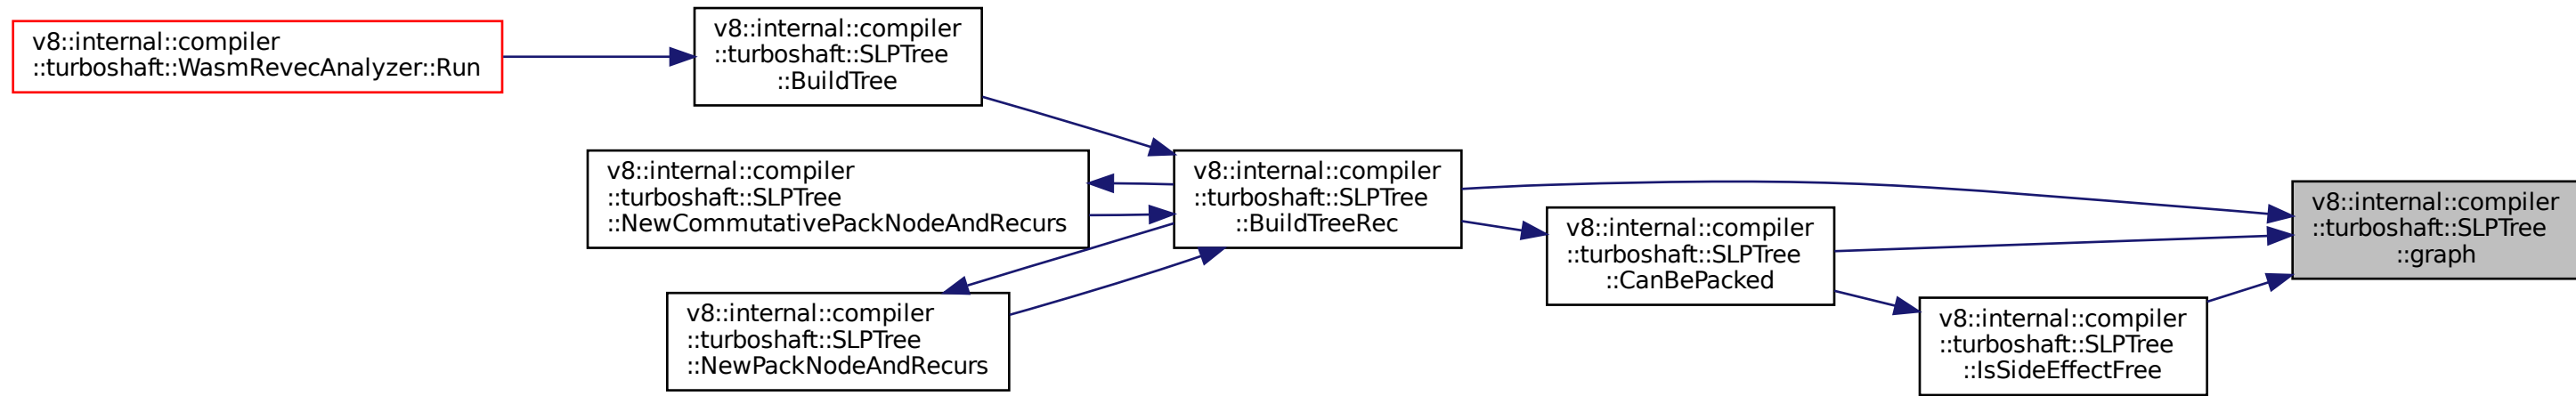 v8::internal::compiler
::turboshaft::WasmRevecAnalyzer::Run
v8::internal::compiler
::turboshaft::SLPTree
::BuildTree
v8::internal::compiler
::turboshaft::SLPTree
::NewCommutativePackNodeAndRecurs
v8::internal::compiler
::turboshaft::SLPTree
::NewPackNodeAndRecurs
v8::internal::compiler
::turboshaft::SLPTree
::BuildTreeRec
v8::internal::compiler
::turboshaft::SLPTree
::CanBePacked
v8::internal::compiler
::turboshaft::SLPTree
::IsSideEffectFree
v8::internal::compiler
::turboshaft::SLPTree
::graph